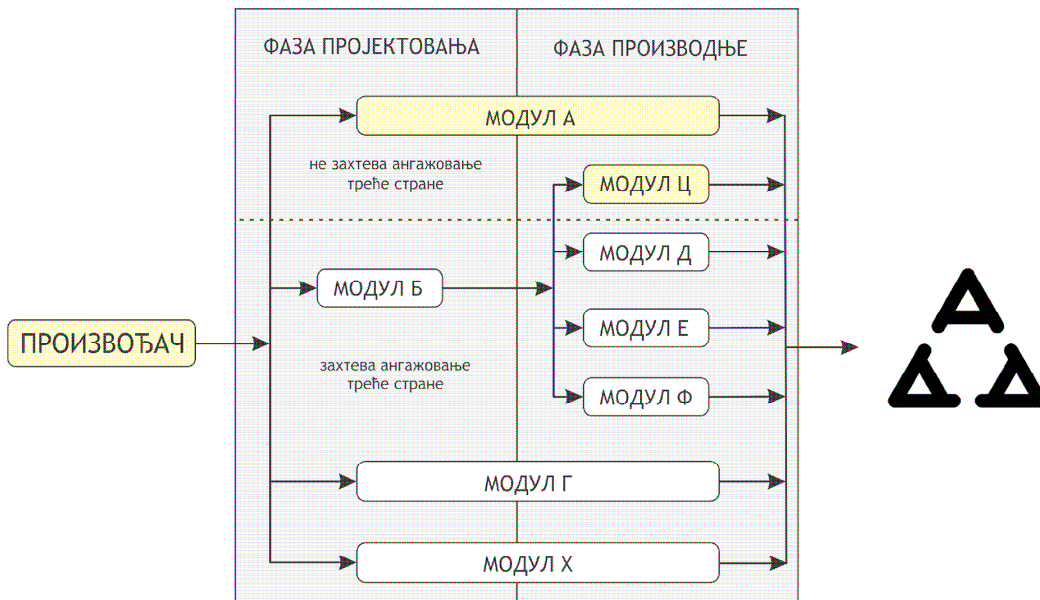 ФАЗА ПРОЈЕКТОВАЊА
ФАЗА ПРОИЗВОДЊЕ
МОДУЛ А
не захтева ангажовање
треће стране
МОДУЛ Ц
МОДУЛ Д
МОДУЛ Б
ПРОИЗВОЂАЧ
МОДУЛ Е
захтева ангажовање
треће стране
МОДУЛ Ф
МОДУЛ Г
МОДУЛ Х